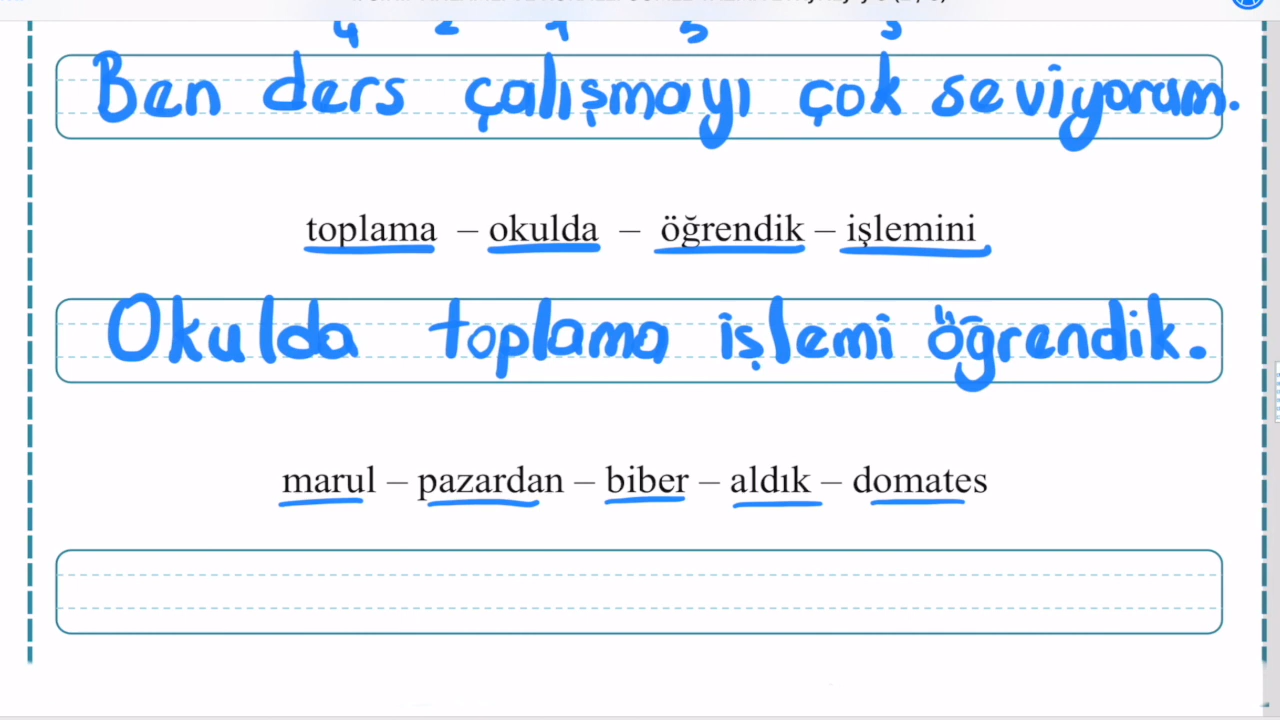 Ben ders çalışmayı çok seviyorum.
toplama – okulda – öğrendik – işlemini
Okulda toplama işlemi öğrendik.
marul – pazardan – biber – aldık – domates